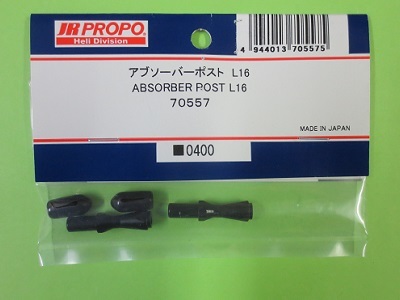 JR PROPO
Heli Division
4 944013 705575
アブソーバーポスト L16
ABSORBER POST L16
70557
MADE IN JAPAN
■0400